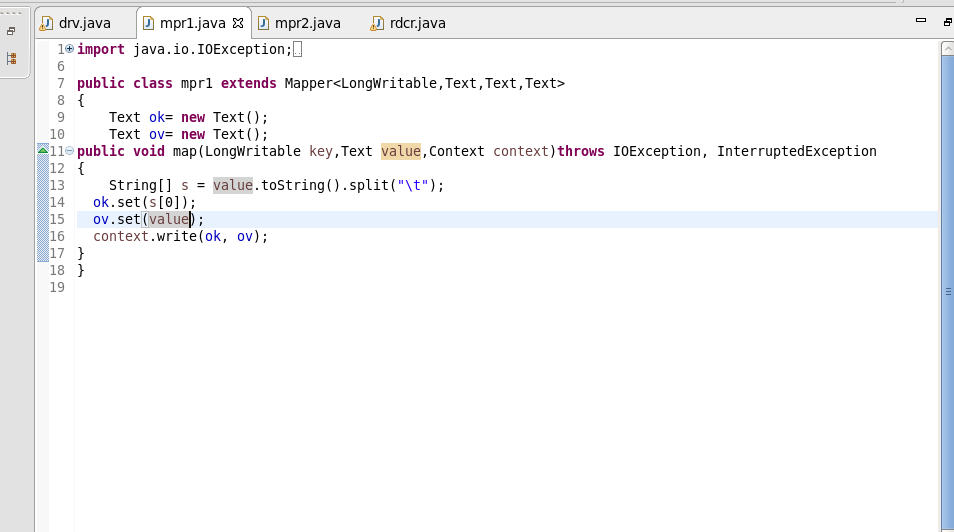 drv.java mpr1.java mpr2.java rdcr.java
1 import java.io.IOException;
6
7 public class mpr1 extends Mapper<LongWritable,Text,Text,Text>
8 {
9 Text ok= new Text();
10 Text ov= new Text();
11 public void map(LongWritable key,Text value,Context context)throws IOException, InterruptedException
12 {
13 String[] s = value.toString().split("\t");
14 ok.set(s[0]);
15 ov.set(value);
16 context.write(ok, ov);
17 }
18 }
19